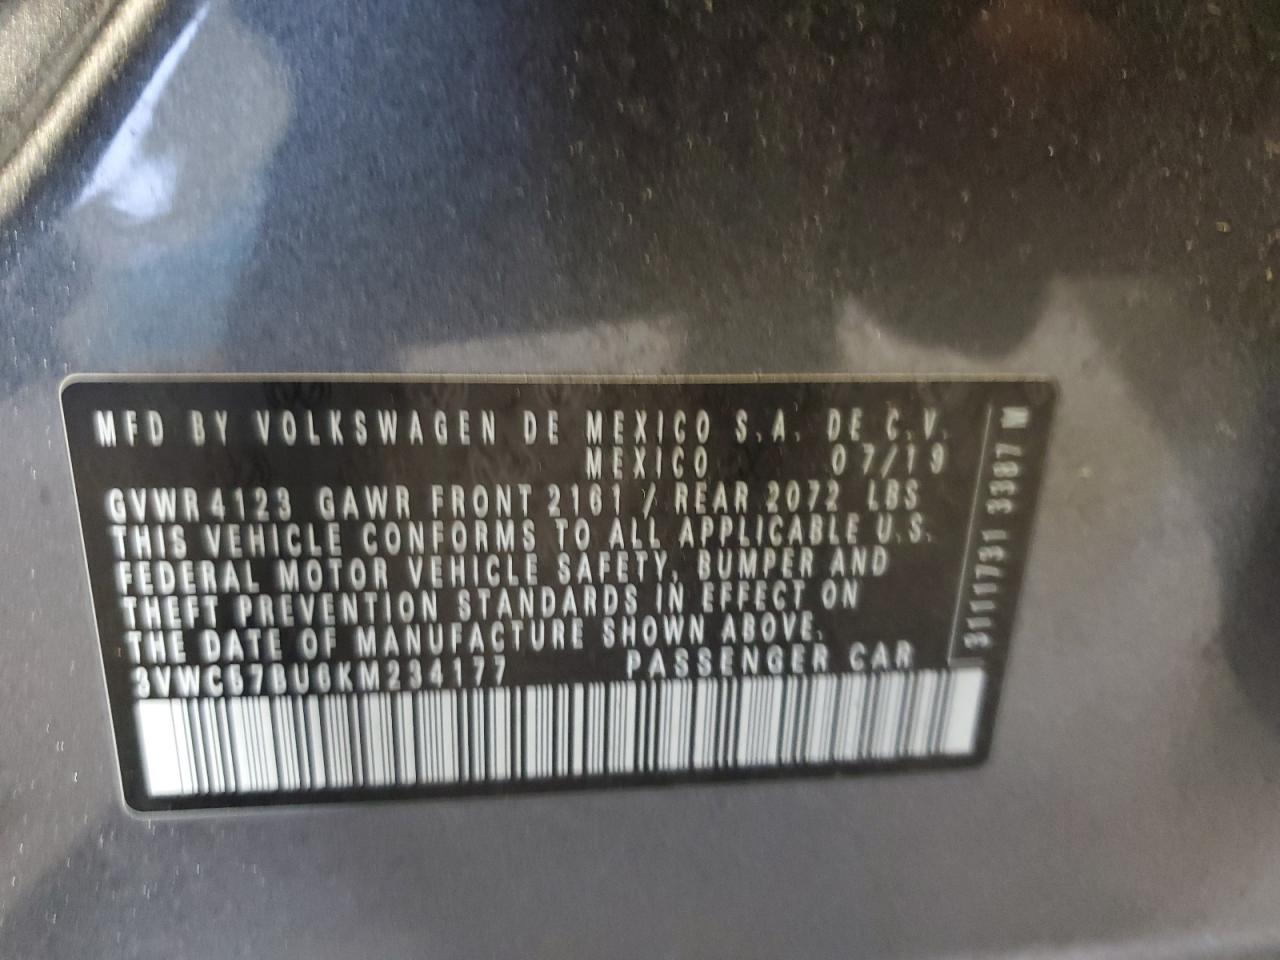 MFD BY VOLKSWAGEN DE MEXICO S.A. DE C.V.
MEXICO 07/19
GVWR 4123 GAWR FRONT 2161 / REAR 2072 LBS
THIS VEHICLE CONFORMS TO ALL APPLICABLE U.S.
FEDERAL MOTOR VEHICLE SAFETY, BUMPER AND
THEFT PREVENTION STANDARDS IN EFFECT ON
THE DATE OF MANUFACTURE SHOWN ABOVE.
3VWC57BU6KM234177 PASSENGER CAR
3111731 3387 M